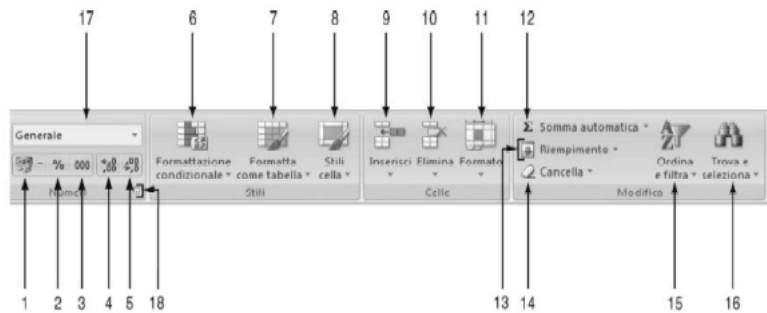 17 6 7 8 9 10 11 12
Generale
% 000
Numeri
Formattazione
condizionale
Formatta
come tabella
Stili
cella
Stili
Inserisci Elimina Formato
Celle
Σ Somma automatica
Riempimento
Cancella
Ordina
e filtra
Trova e
seleziona
Modifica
1 2 3 4 5 18 13 14 15 16